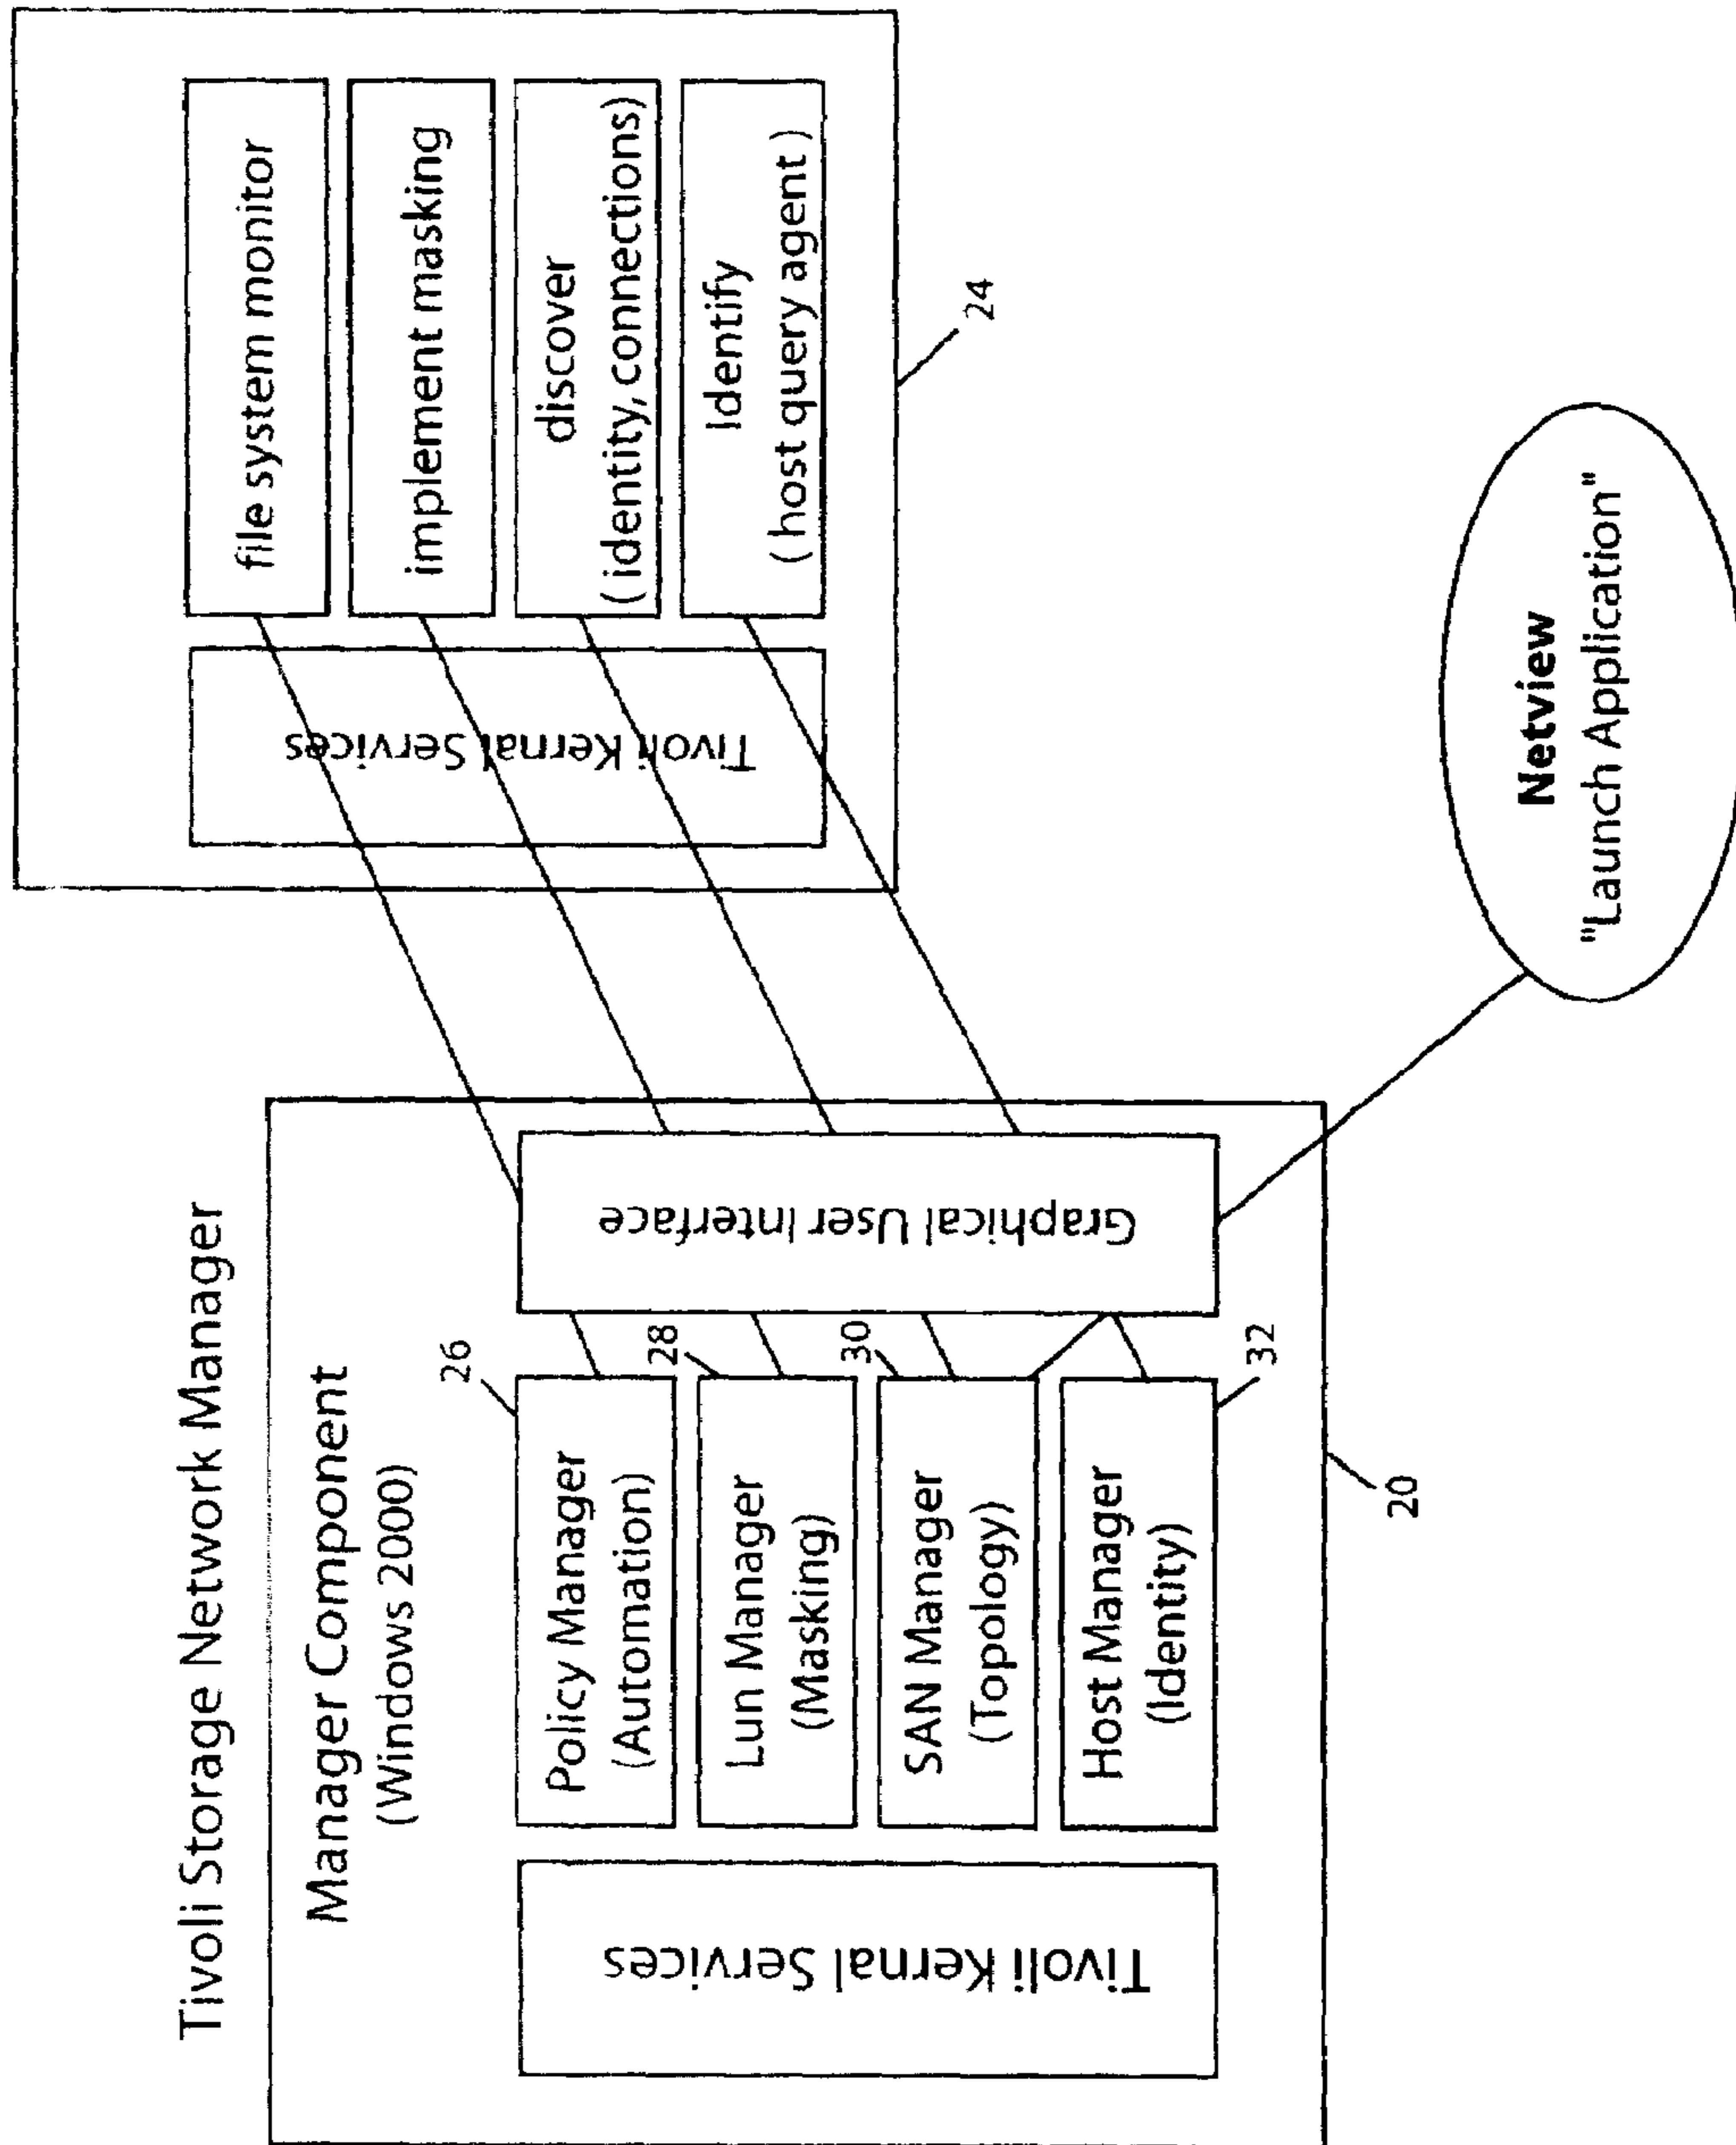 Tivoli Storage Network Manager
Manager Component
(Windows 2000)
Tivoli Kernal Services
Policy Manager
(Automation)
26
Lun Manager
(Masking)
28
SAN Manager
(Topology)
30
Host Manager
(Identity)
32
Graphical User Interface
20
Tivoli Kernal Services
file system monitor
implement masking
discover
(identity, connections)
Identify
(host query agent)
24
Netview
"Launch Application"